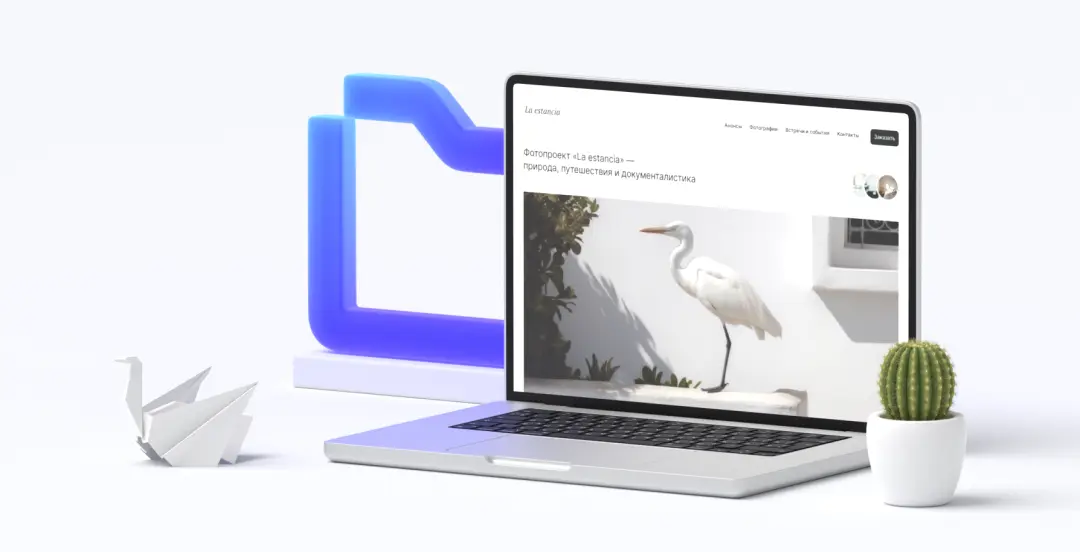 La estancia
Анонсы Фотографии Встречи и события Контакты Заказать
Фотопроект «La estancia» —
природа, путешествия и документалистика